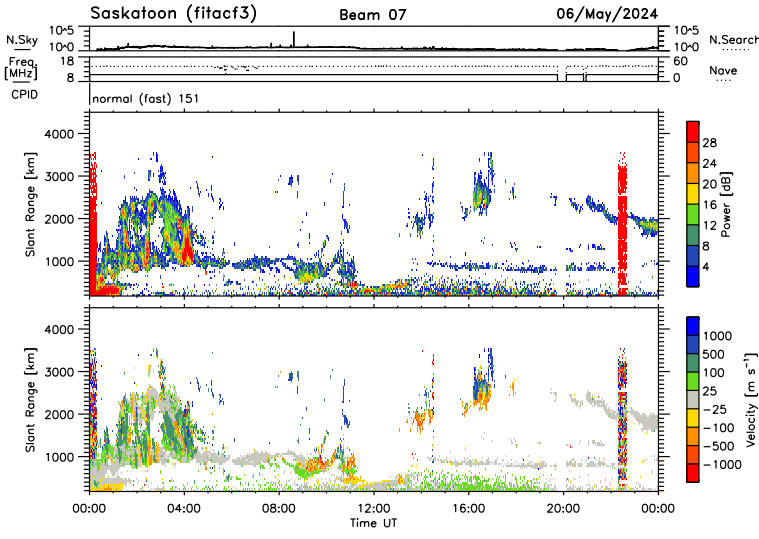 Saskatoon (fitacf3) Beam 07 06/May/2024
N.Sky 10^5 10^0 10^5 10^0 N.Search
Freq. [MHz] 18 8 60 0 Nave
CPID normal (fast) 151
Slant Range [km] 4000 3000 2000 1000
28 24 20 16 12 8 4 Power [dB]
Slant Range [km] 4000 3000 2000 1000
1000 500 100 25 −25 −100 −500 −1000 Velocity [m s⁻¹]
00:00 04:00 08:00 12:00 16:00 20:00 00:00
Time UT